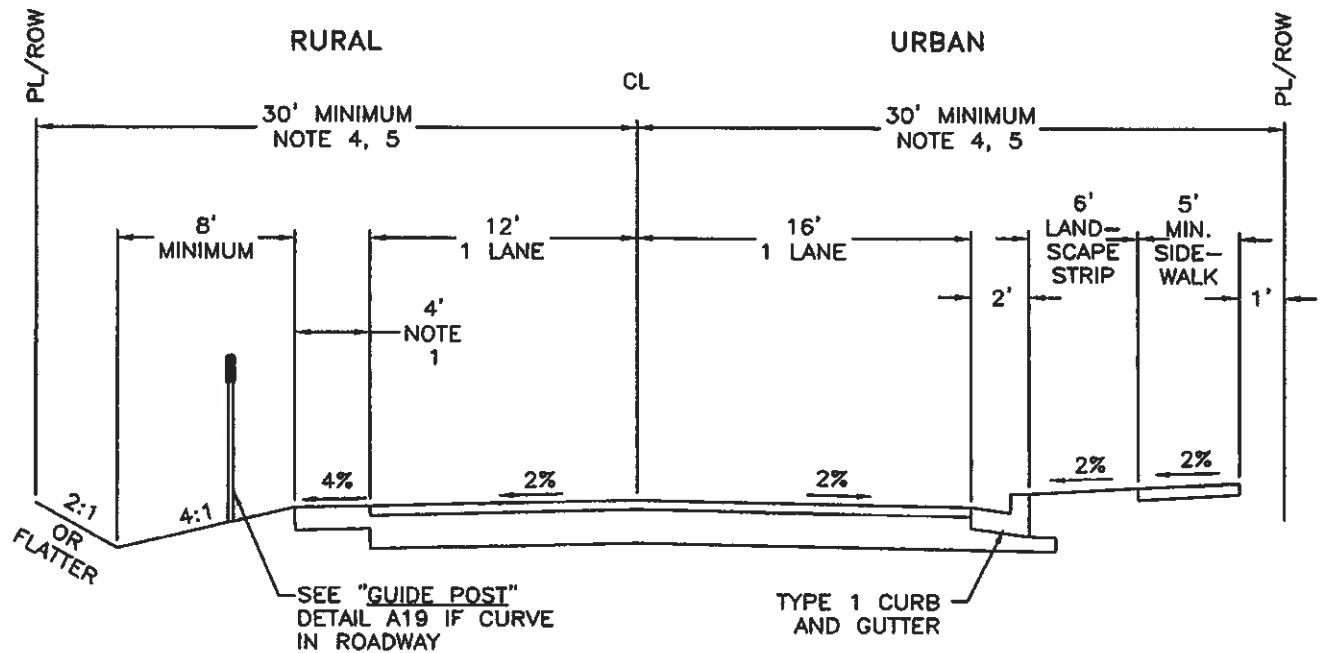 RURAL
URBAN
PL/ROW
CL
PL/ROW
30' MINIMUM
NOTE 4, 5
30' MINIMUM
NOTE 4, 5
8'
MINIMUM
12'
1 LANE
16'
1 LANE
6'
LAND-
SCAPE
STRIP
5'
MIN.
SIDE-
WALK
4'
NOTE
1
2'
1'
4%
2%
2%
2%
2%
2:1
OR
FLATTER
4:1
SEE "GUIDE POST"
DETAIL A19 IF CURVE
IN ROADWAY
TYPE 1 CURB
AND GUTTER